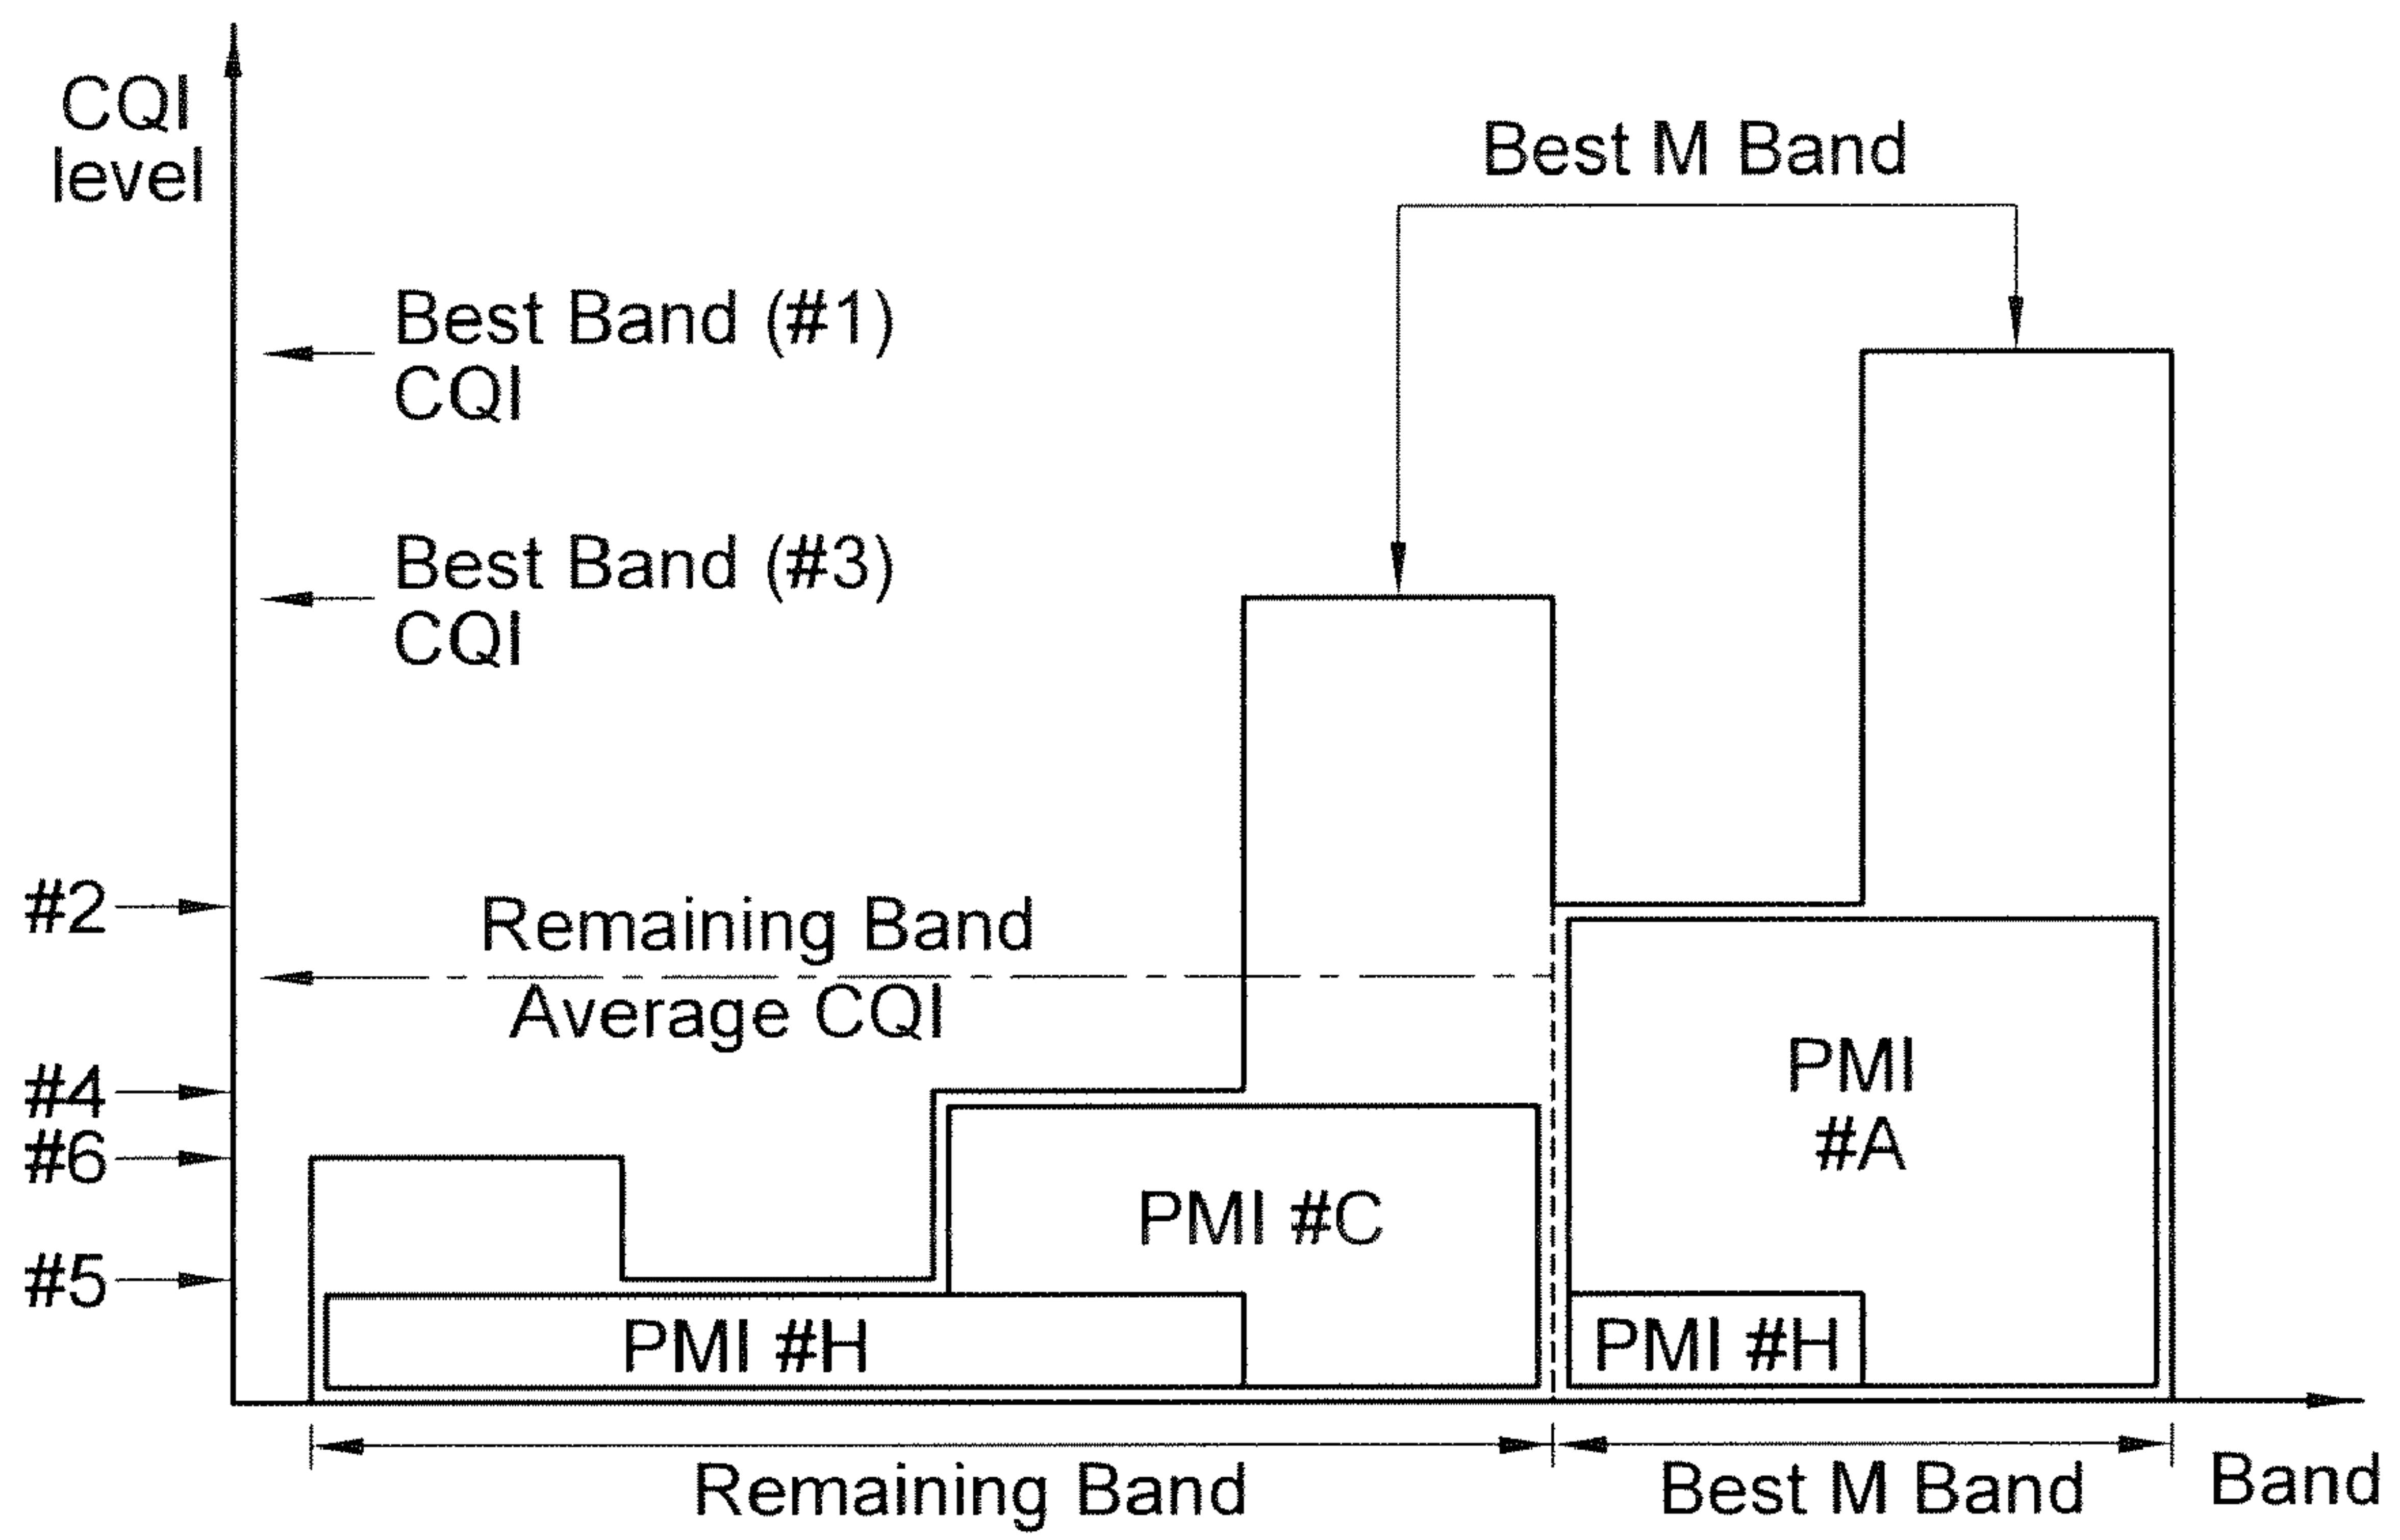 CQI
level
Best M Band
Best Band (#1)
CQI
Best Band (#3)
CQI
#2
Remaining Band
Average CQI
#4
#6
#5
PMI
#A
PMI #C
PMI #H
PMI #H
Remaining Band
Best M Band
Band